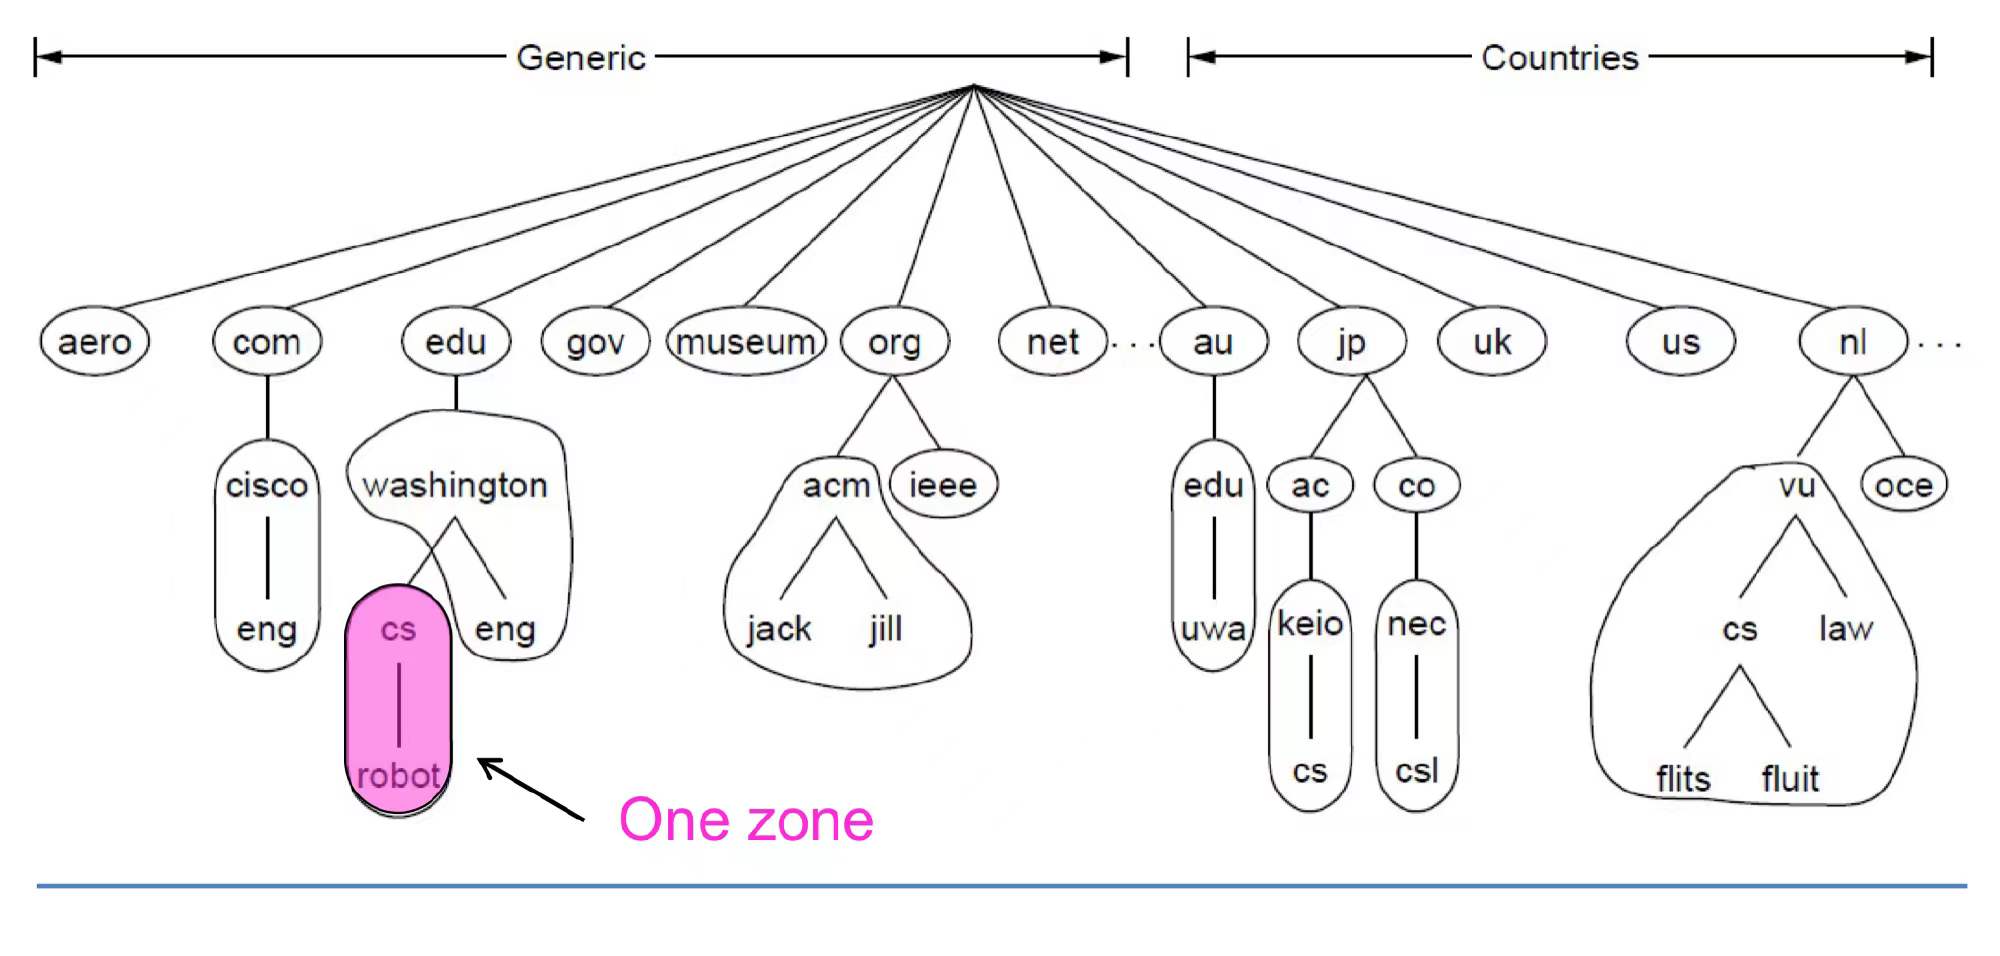 Generic Countries
aero com edu gov museum org net ... au jp uk us nl ...
cisco washington acm ieee edu ac co vu oce
eng cs eng jack jill uwa keio nec cs law
robot cs csl flits fluit
One zone